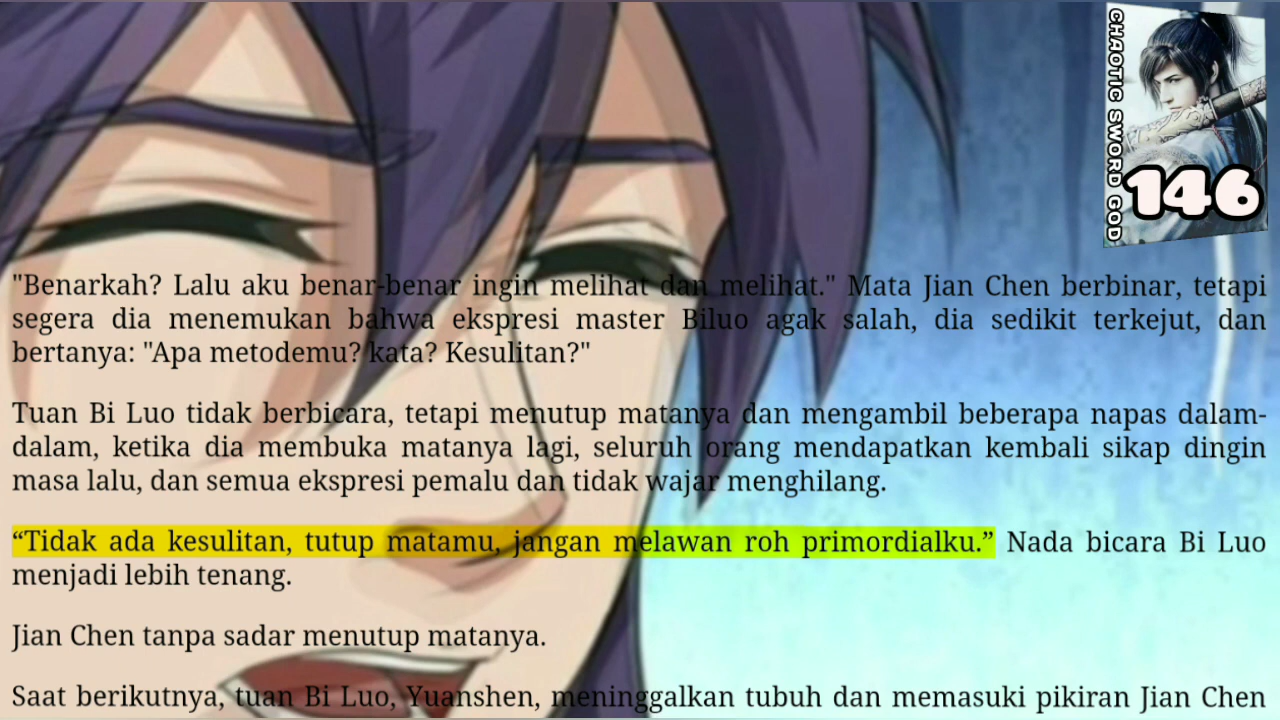 CHAOTIC SWORD GOD
146
"Benarkah? Lalu aku benar-benar ingin melihat dan melihat." Mata Jian Chen berbinar, tetapi
segera dia menemukan bahwa ekspresi master Biluo agak salah, dia sedikit terkejut, dan
bertanya: "Apa metodemu? kata? Kesulitan?"
Tuan Bi Luo tidak berbicara, tetapi menutup matanya dan mengambil beberapa napas dalam-
dalam, ketika dia membuka matanya lagi, seluruh orang mendapatkan kembali sikap dingin
masa lalu, dan semua ekspresi pemalu dan tidak wajar menghilang.
“Tidak ada kesulitan, tutup matamu, jangan melawan roh primordialku.” Nada bicara Bi Luo
menjadi lebih tenang.
Jian Chen tanpa sadar menutup matanya.
Saat berikutnya, tuan Bi Luo, Yuanshen, meninggalkan tubuh dan memasuki pikiran Jian Chen